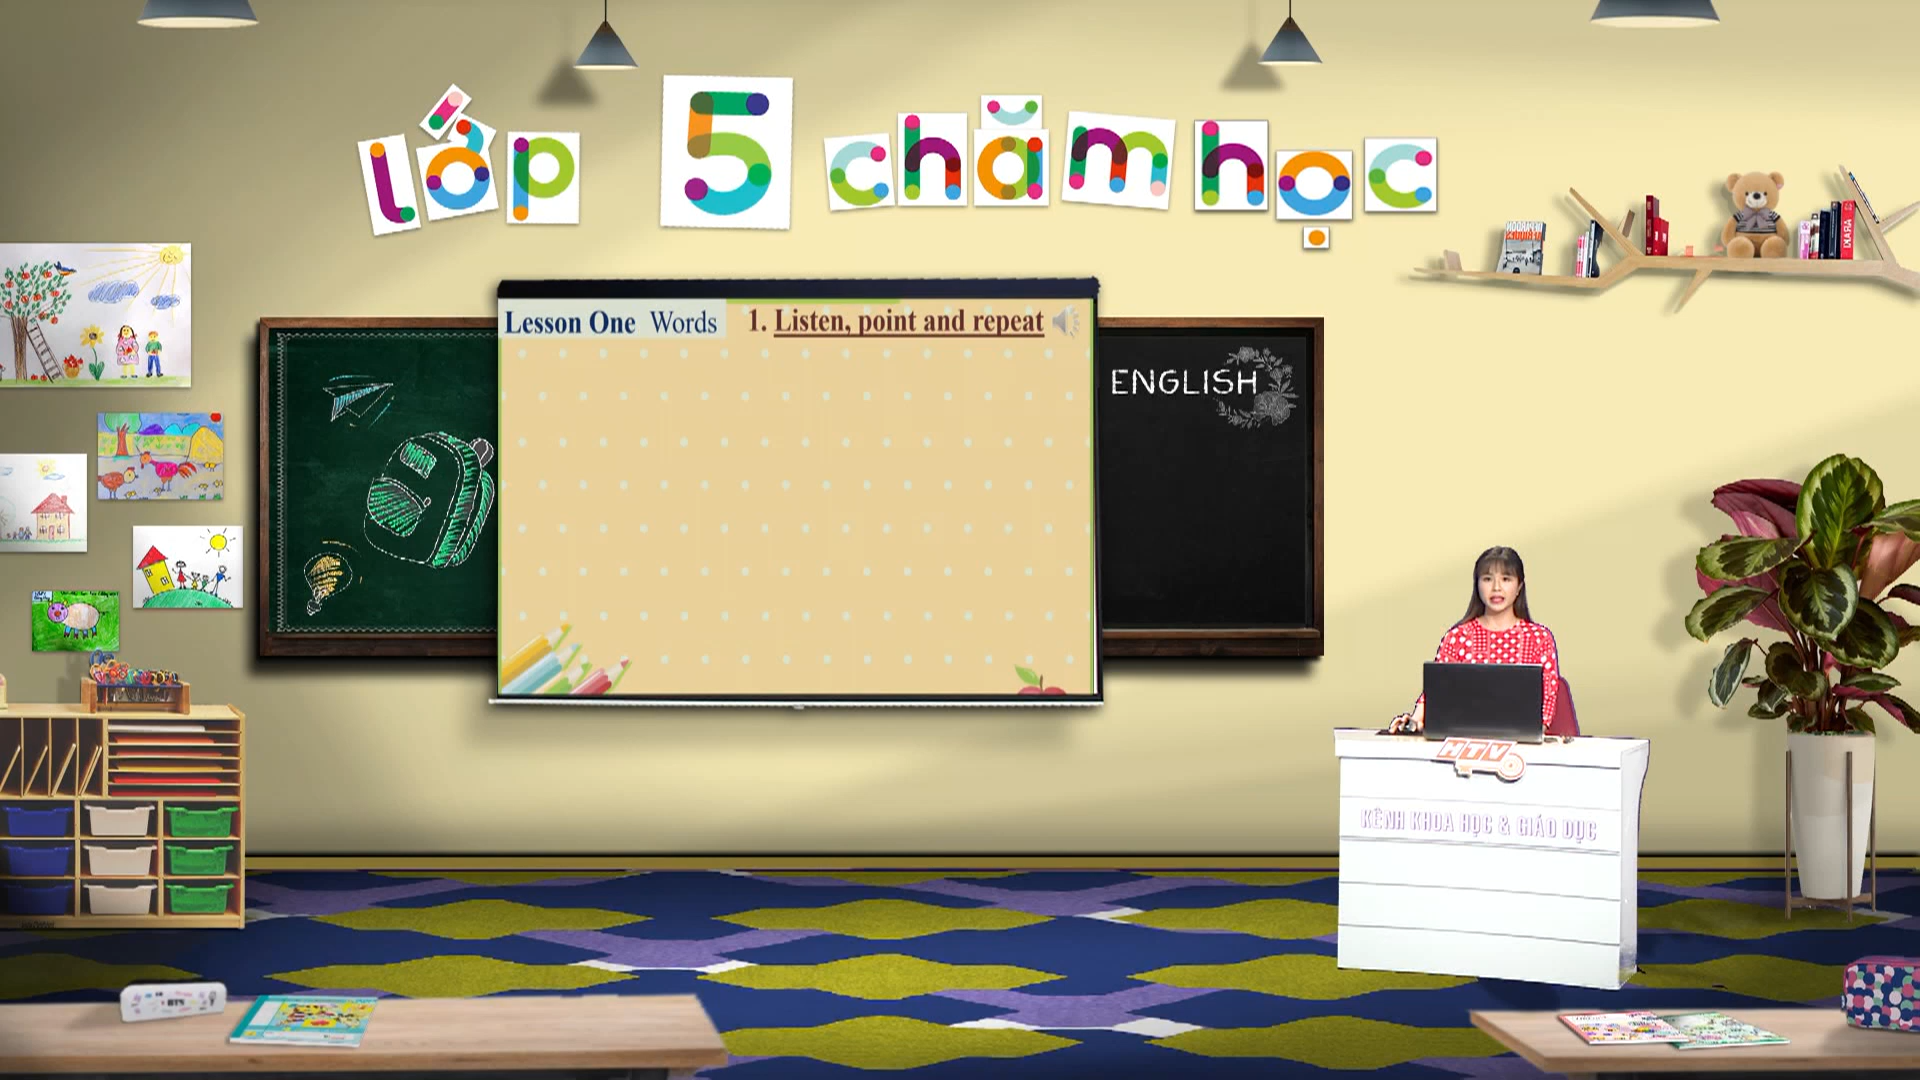 lớp 5 chăm học
Lesson One Words 1. Listen, point and repeat
ENGLISH
HTV
KÊNH KHOA HỌC & GIÁO DỤC